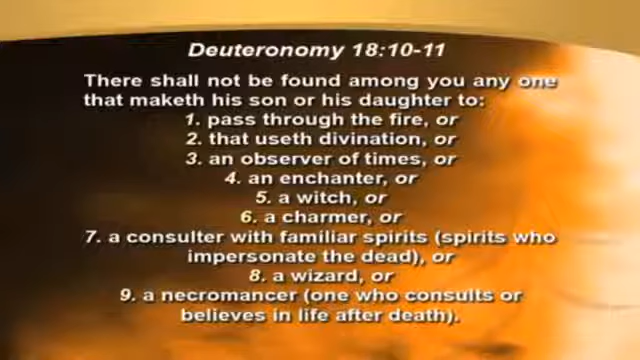 Deuteronomy 18:10-11
There shall not be found among you any one
that maketh his son or his daughter to:
1. pass through the fire, or
2. that useth divination, or
3. an observer of times, or
4. an enchanter, or
5. a witch, or
6. a charmer, or
7. a consulter with familiar spirits (spirits who
impersonate the dead), or
8. a wizard, or
9. a necromancer (one who consults or
believes in life after death).